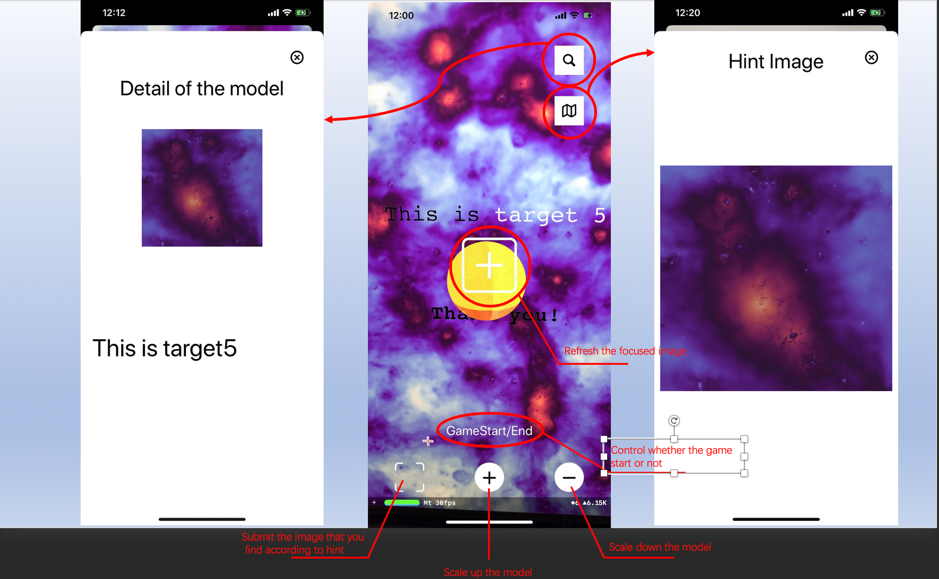 12:12
Detail of the model
This is target5
12:00
This is target 5
you!
Refresh the focused image
GameStart/End
Mt 30fps
▲6.15K
Submit the image that you
find according to hint
Scale up the model
Scale down the model
12:20
Hint Image
Control whether the game
start or not